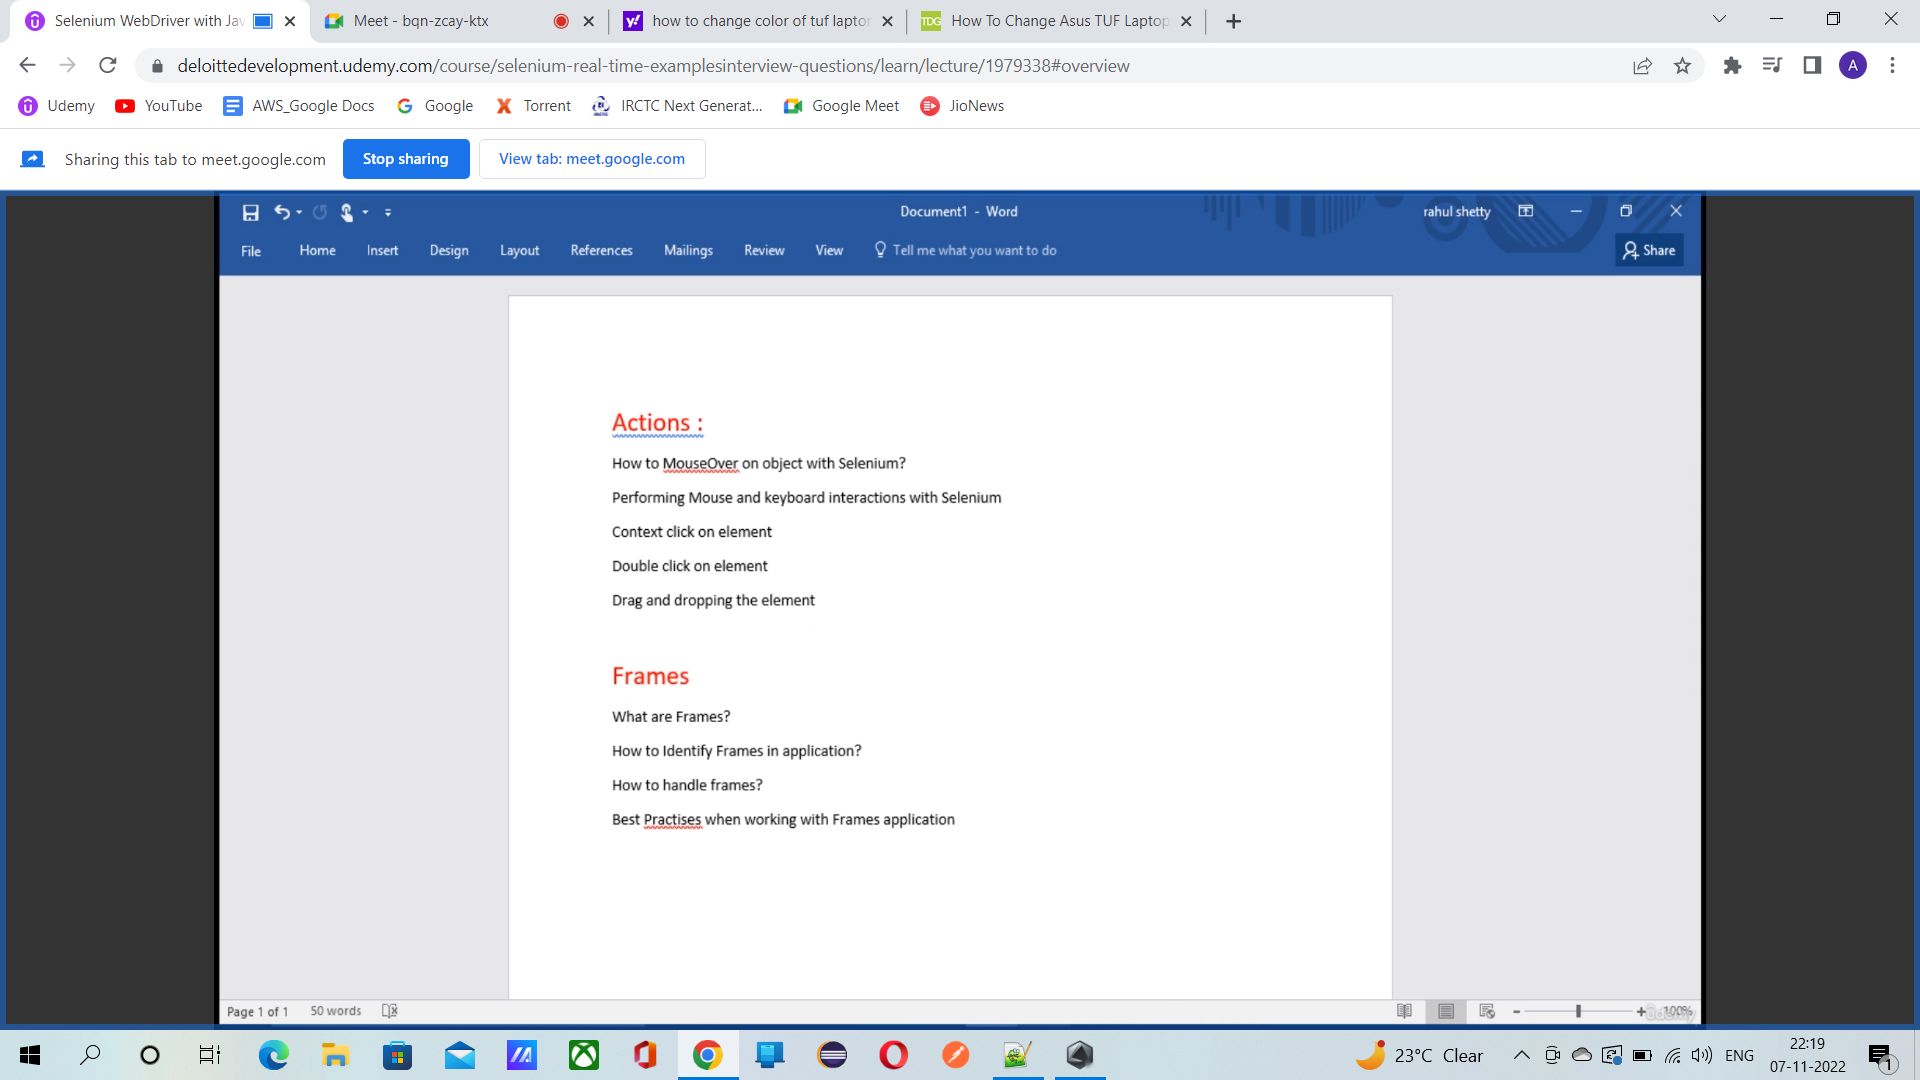 Selenium WebDriver with Jav
Meet - bqn-zcay-ktx
how to change color of tuf laptop
How To Change Asus TUF Laptop
deloittedevelopment.udemy.com/course/selenium-real-time-examplesinterview-questions/learn/lecture/1979338#overview
A
Udemy
YouTube
AWS_Google Docs
Google
Torrent
IRCTC Next Generat...
Google Meet
JioNews
Sharing this tab to meet.google.com
Stop sharing
View tab: meet.google.com
Document1 - Word
rahul shetty
File
Home
Insert
Design
Layout
References
Mailings
Review
View
Tell me what you want to do
Share
Actions :
How to MouseOver on object with Selenium?
Performing Mouse and keyboard interactions with Selenium
Context click on element
Double click on element
Drag and dropping the element
Frames
What are Frames?
How to Identify Frames in application?
How to handle frames?
Best Practises when working with Frames application
Page 1 of 1
50 words
100%
Udemy
23°C Clear
ENG
22:19
07-11-2022
1